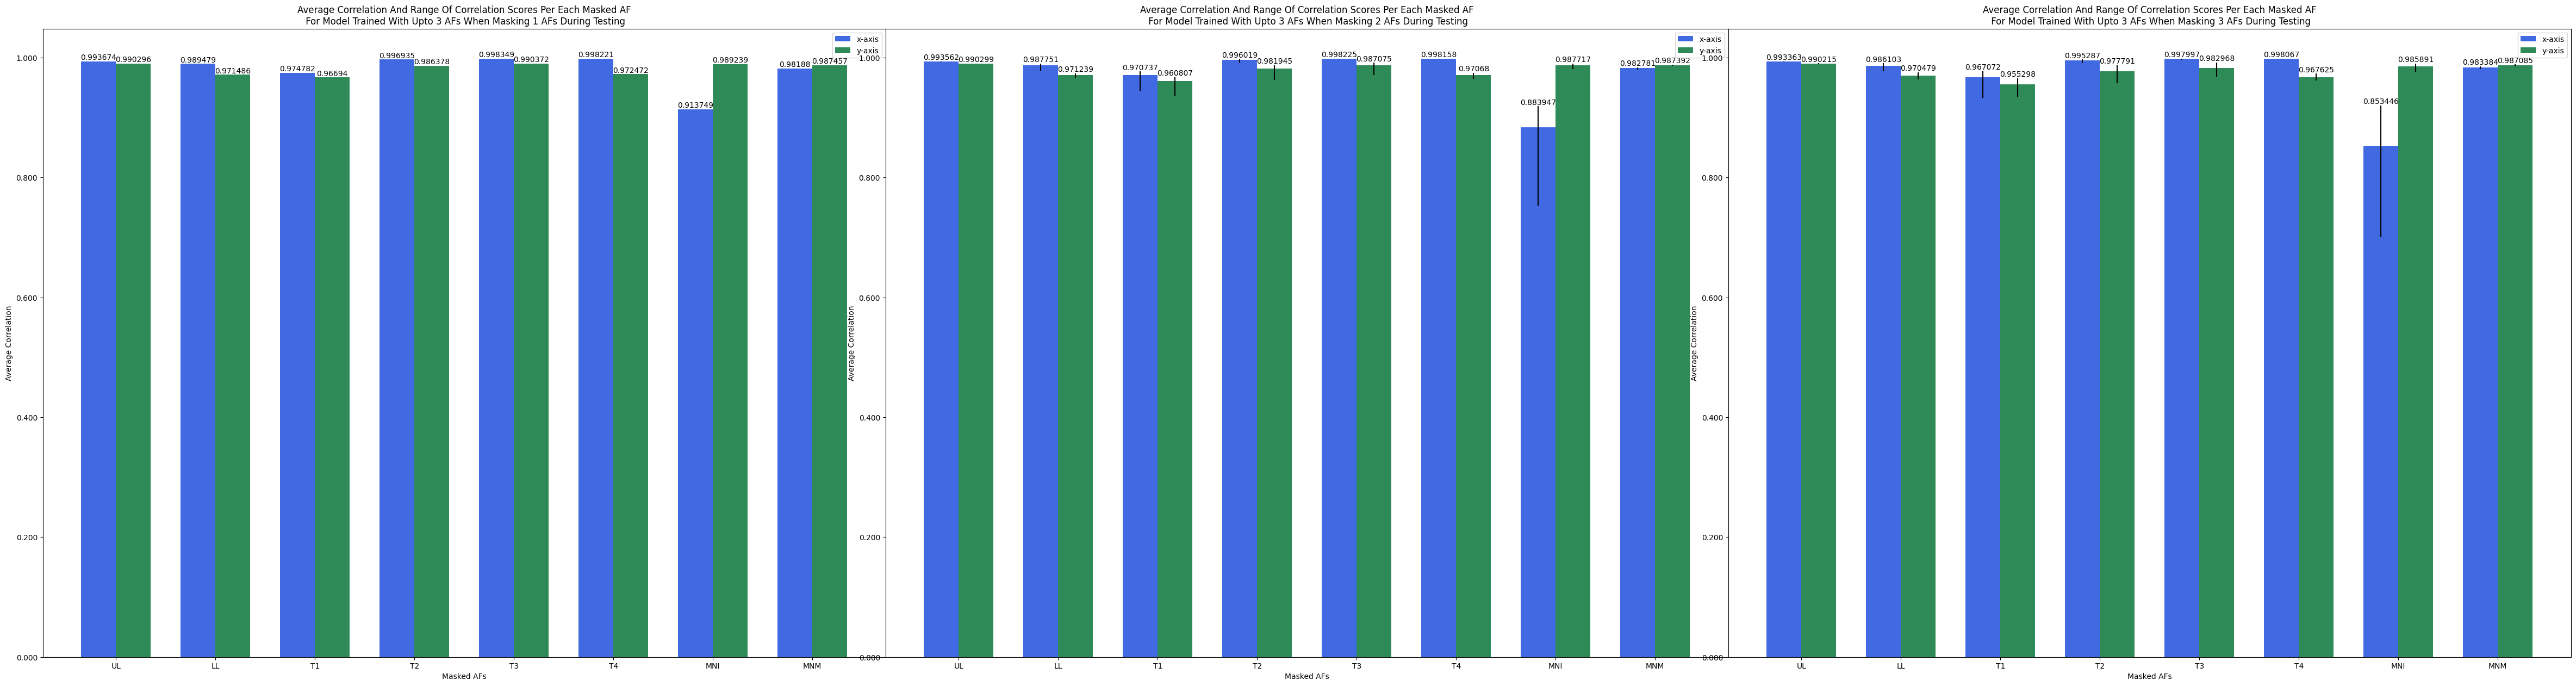 Average Correlation And Range Of Correlation Scores Per Each Masked AF
For Model Trained With Upto 3 AFs When Masking 1 AFs During Testing
x-axis
y-axis
Average Correlation
1.000
0.800
0.600
0.400
0.200
0.000
0.993674
0.990296
0.989479
0.971486
0.974782
0.96694
0.996935
0.986378
0.998349
0.990372
0.998221
0.972472
0.913749
0.989239
0.98188
0.987457
UL
LL
T1
T2
T3
T4
MNI
MNM
Masked AFs
Average Correlation And Range Of Correlation Scores Per Each Masked AF
For Model Trained With Upto 3 AFs When Masking 2 AFs During Testing
x-axis
y-axis
Average Correlation
1.000
0.800
0.600
0.400
0.200
0.000
0.993562
0.990299
0.987751
0.971239
0.970737
0.960807
0.996019
0.981945
0.998225
0.987075
0.998158
0.97068
0.883947
0.987717
0.982781
0.987392
UL
LL
T1
T2
T3
T4
MNI
MNM
Masked AFs
Average Correlation And Range Of Correlation Scores Per Each Masked AF
For Model Trained With Upto 3 AFs When Masking 3 AFs During Testing
x-axis
y-axis
Average Correlation
1.000
0.800
0.600
0.400
0.200
0.000
0.993363
0.990215
0.986103
0.970479
0.967072
0.955298
0.995287
0.977791
0.997997
0.982968
0.998067
0.967625
0.853446
0.985891
0.983384
0.987085
UL
LL
T1
T2
T3
T4
MNI
MNM
Masked AFs